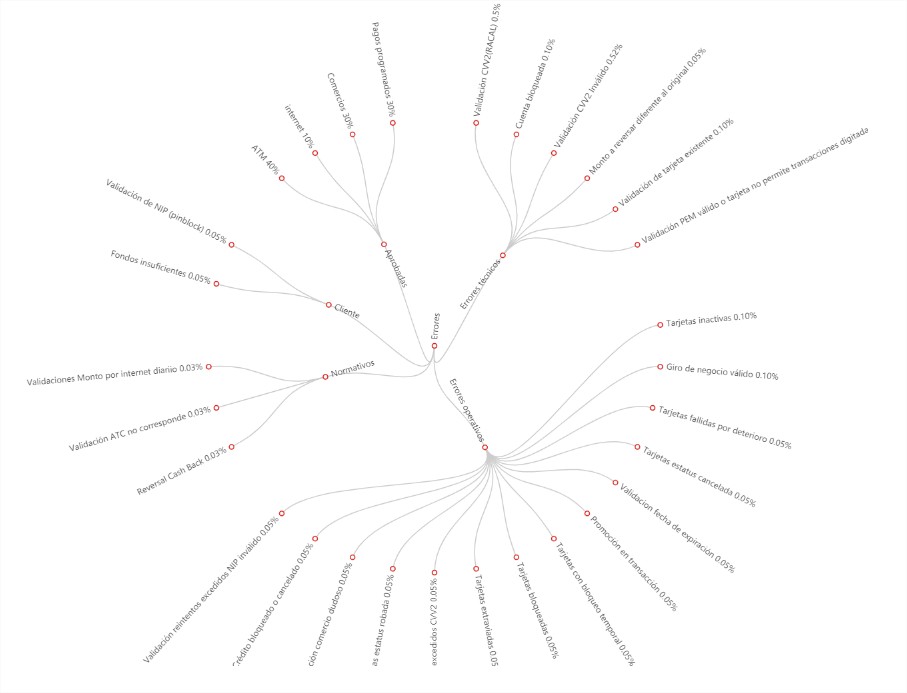 Errores
Aprobadas
ATM 40%
internet 10%
Comercios 30%
Pagos programados 30%
Errores técnicos
Validación CVV2(RACAL) 0.5%
Cuenta bloqueada 0.10%
Validación CVV2 Inválido 0.52%
Monto a reversar diferente al original 0.05%
Validación de tarjeta existente 0.10%
Validación PEM válido o tarjeta no permite transacciones digitada
Errores operativos
Tarjetas inactivas 0.10%
Giro de negocio válido 0.10%
Tarjetas fallidas por deterioro 0.05%
Tarjetas estatus cancelada 0.05%
Validacion fecha de expiración 0.05%
Promoción en transacción 0.05%
Tarjetas con bloqueo temporal 0.05%
Tarjetas bloqueadas 0.05%
Tarjetas extraviadas 0.05
excedidos CVV2 0.05%
as estatus robada 0.05%
ción comercio dudoso 0.05%
Crédito bloqueado o cancelado 0.05%
Validación reintentos excedidos NIP inválido 0.05%
Normativos
Reversal Cash Back 0.03%
Validación ATC no corresponde 0.03%
Validaciones Monto por internet diariio 0.03%
Cliente
Fondos insuficientes 0.05%
Validación de NIP (pinblock) 0.05%